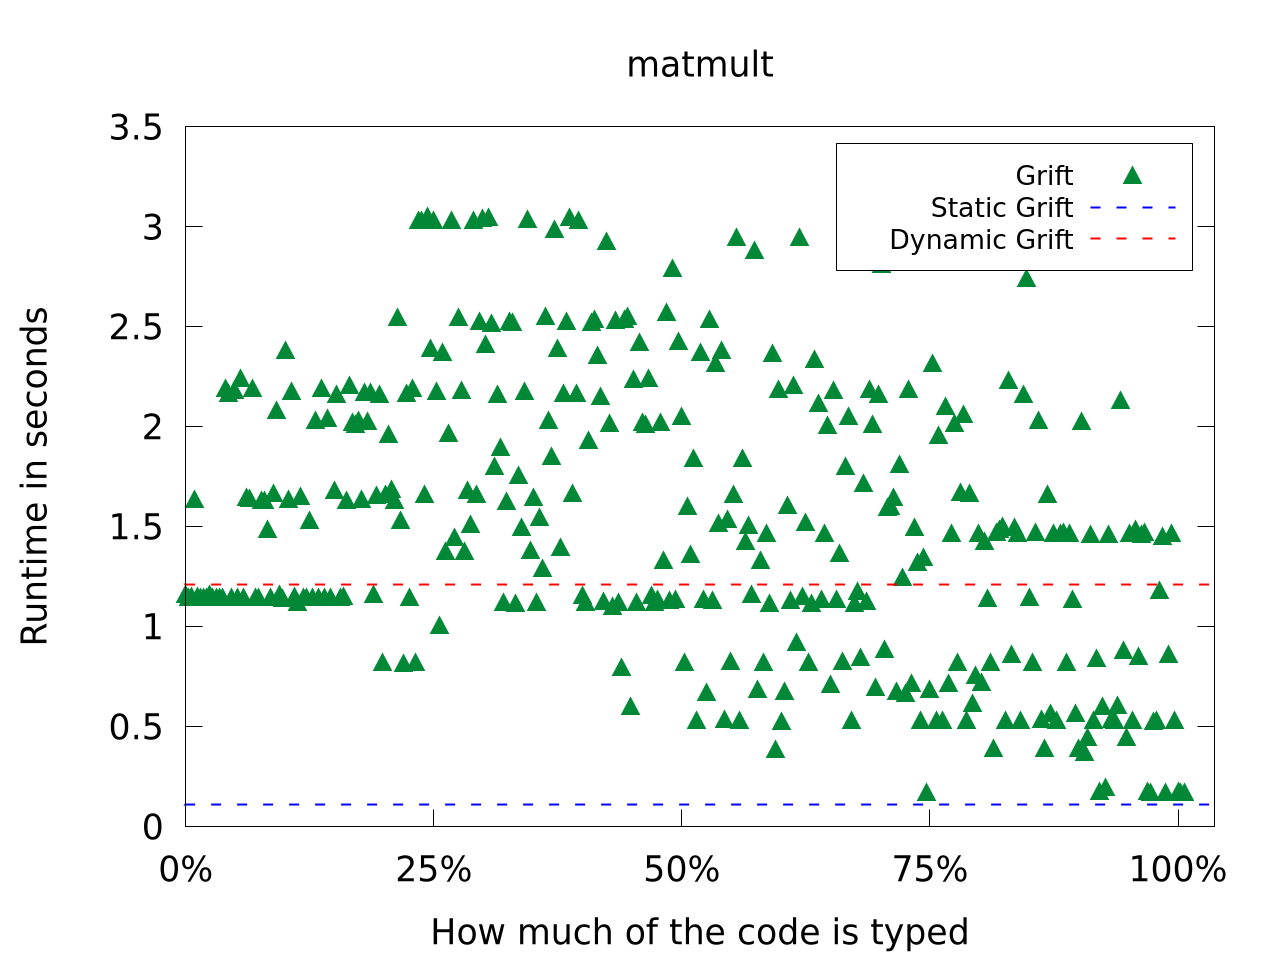 matmult
3.5
3
2.5
2
1.5
1
0.5
0
Runtime in seconds
Grift
Static Grift
Dynamic Grift
0% 25% 50% 75% 100%
How much of the code is typed